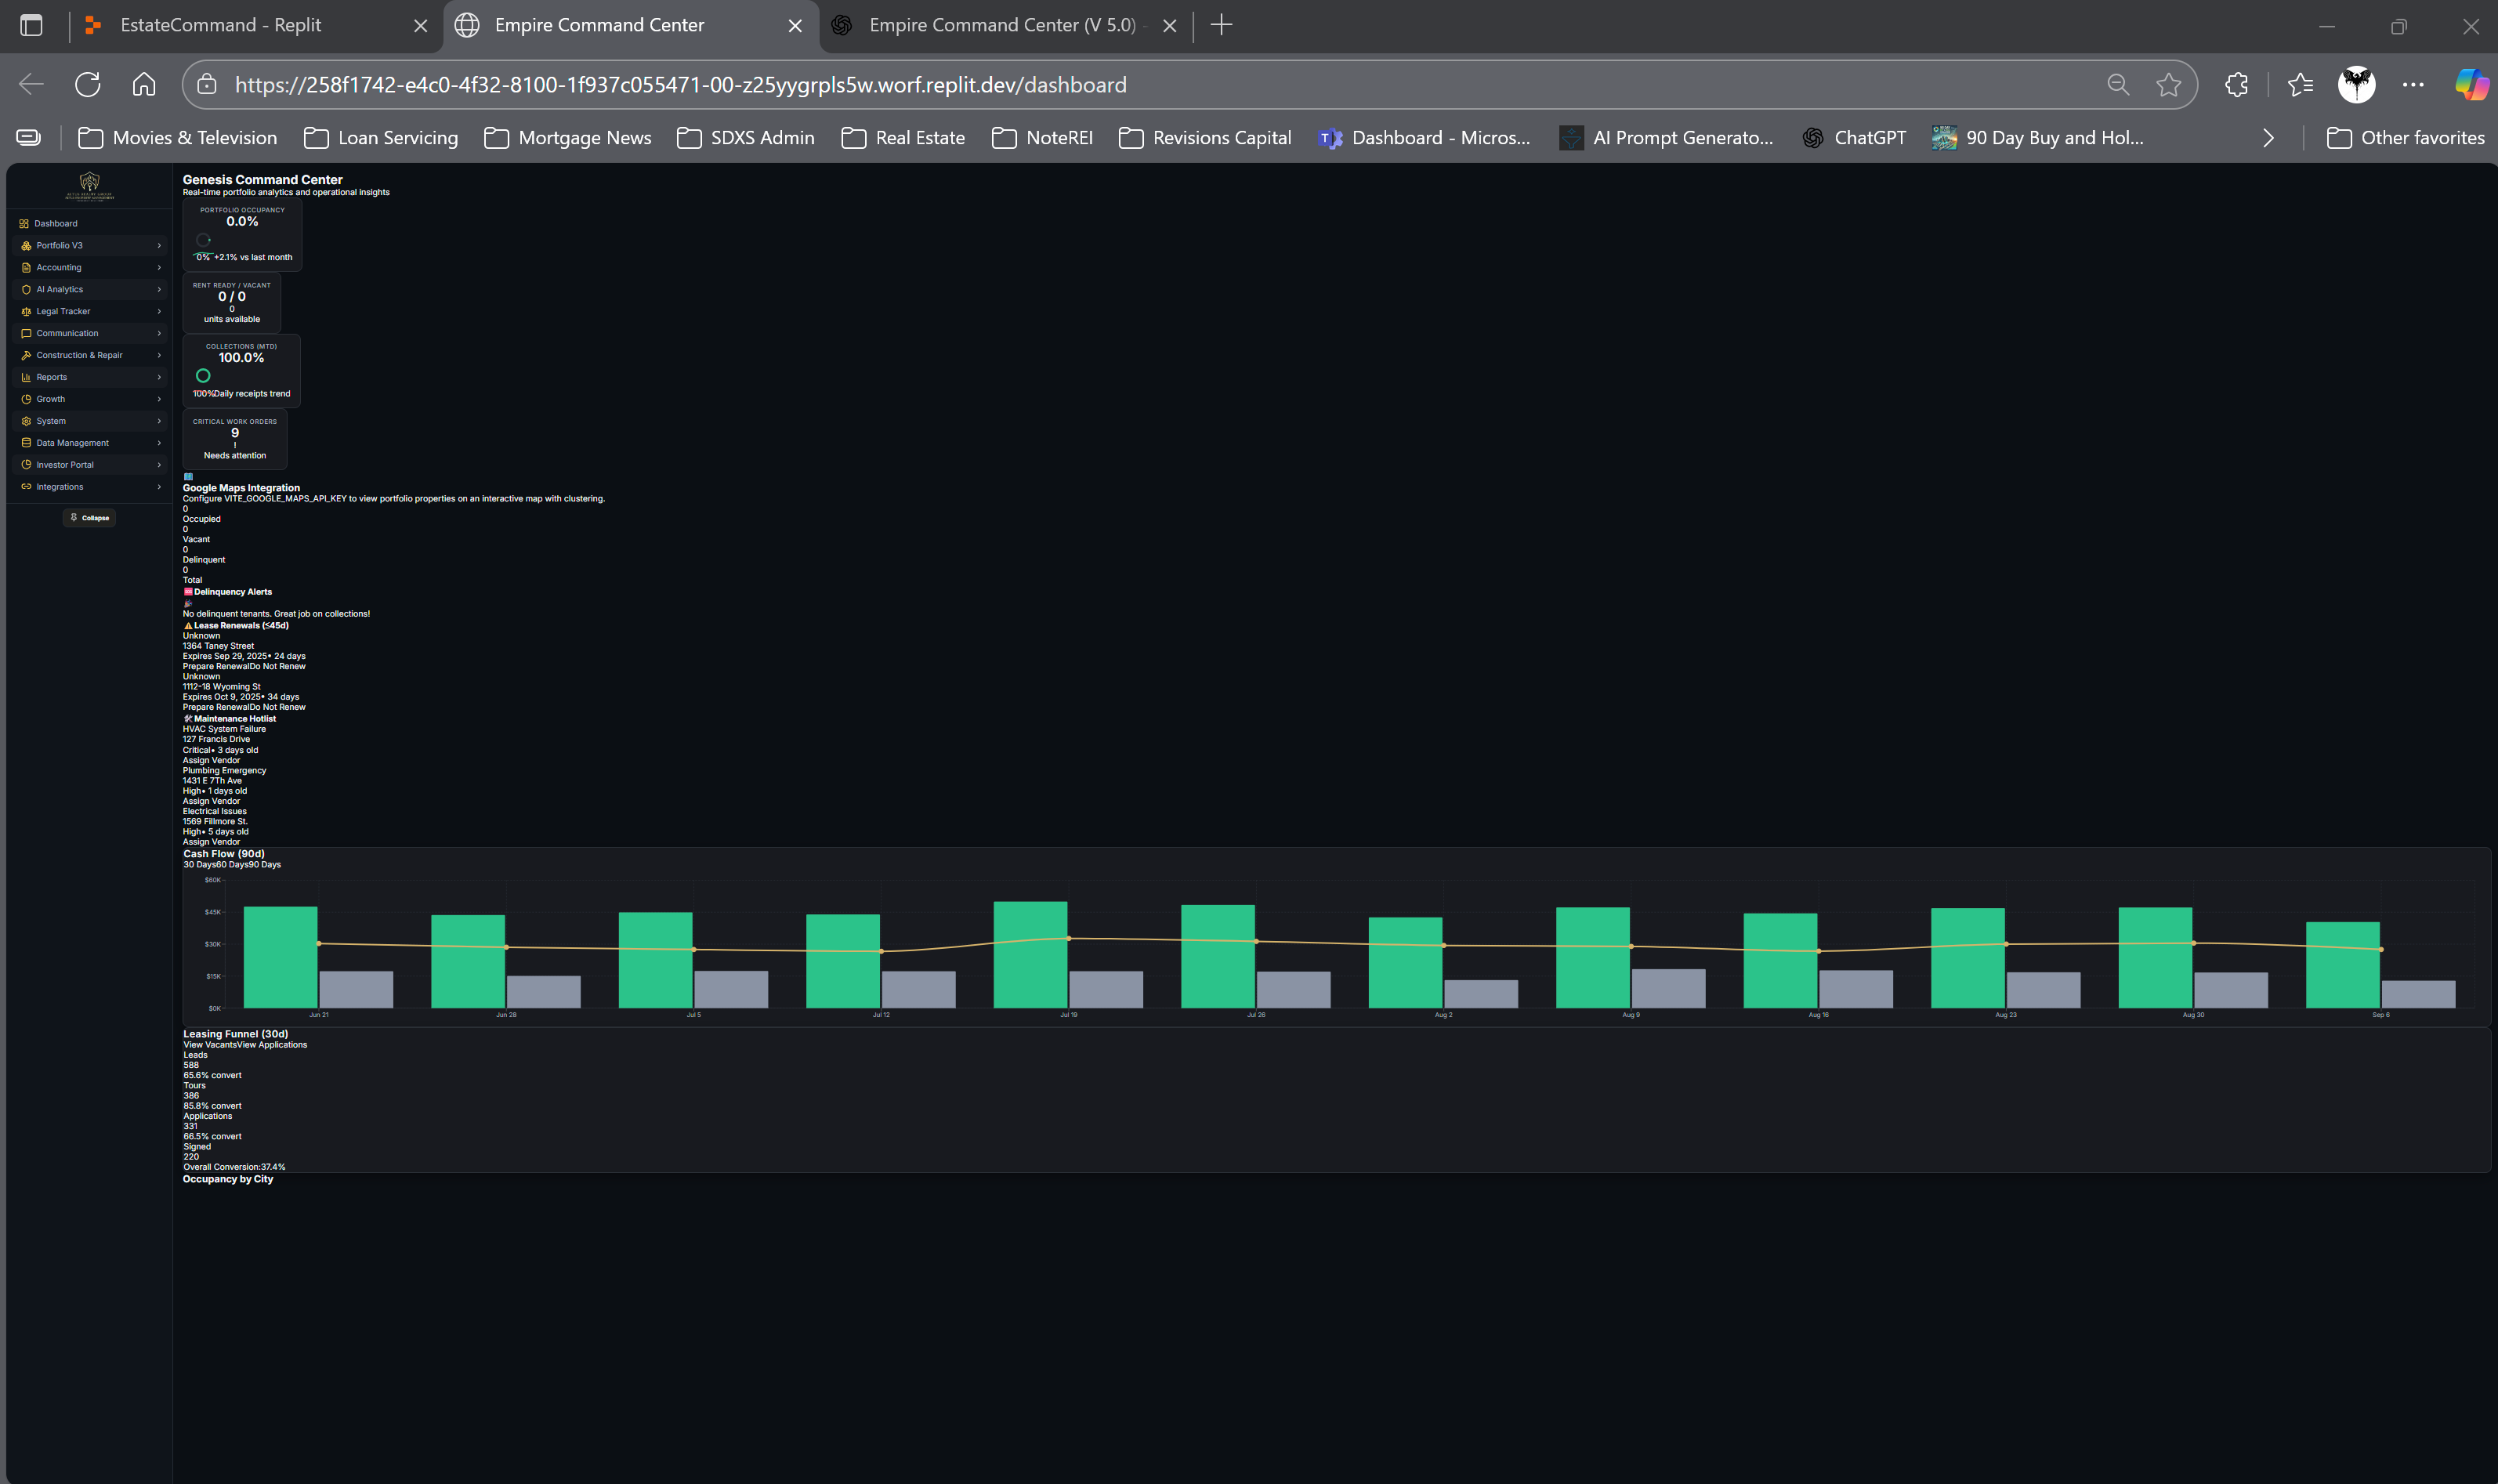 EstateCommand - Replit
Empire Command Center
Empire Command Center (V 5.0) -
https://258f1742-e4c0-4f32-8100-1f937c055471-00-z25yygrpls5w.worf.replit.dev/dashboard
Movies & Television
Loan Servicing
Mortgage News
SDXS Admin
Real Estate
NoteREI
Revisions Capital
Dashboard - Micros...
AI Prompt Generato...
ChatGPT
90 Day Buy and Hol...
Other favorites
Dashboard
Portfolio V3
Accounting
AI Analytics
Legal Tracker
Communication
Construction & Repair
Reports
Growth
System
Data Management
Investor Portal
Integrations
Collapse
Genesis Command Center
Real-time portfolio analytics and operational insights
PORTFOLIO OCCUPANCY
0.0%
0% +2.1% vs last month
RENT READY / VACANT
0 / 0
0
units available
COLLECTIONS (MTD)
100.0%
100%Daily receipts trend
CRITICAL WORK ORDERS
9
!
Needs attention
Google Maps Integration
Configure VITE_GOOGLE_MAPS_API_KEY to view portfolio properties on an interactive map with clustering.
0
Occupied
0
Vacant
0
Delinquent
0
Total
Delinquency Alerts
No delinquent tenants. Great job on collections!
Lease Renewals (≤45d)
Unknown
1364 Taney Street
Expires Sep 29, 2025• 24 days
Prepare RenewalDo Not Renew
Unknown
1112-18 Wyoming St
Expires Oct 9, 2025• 34 days
Prepare RenewalDo Not Renew
Maintenance Hotlist
HVAC System Failure
127 Francis Drive
Critical• 3 days old
Assign Vendor
Plumbing Emergency
1431 E 7Th Ave
High• 1 days old
Assign Vendor
Electrical Issues
1569 Fillmore St.
High• 5 days old
Assign Vendor
Cash Flow (90d)
30 Days60 Days90 Days
$60K
$45K
$30K
$15K
$0K
Jun 21
Jun 28
Jul 5
Jul 12
Jul 19
Jul 26
Aug 2
Aug 9
Aug 16
Aug 23
Aug 30
Sep 6
Leasing Funnel (30d)
View VacantsView Applications
Leads
588
65.6% convert
Tours
386
85.8% convert
Applications
331
66.5% convert
Signed
220
Overall Conversion:37.4%
Occupancy by City